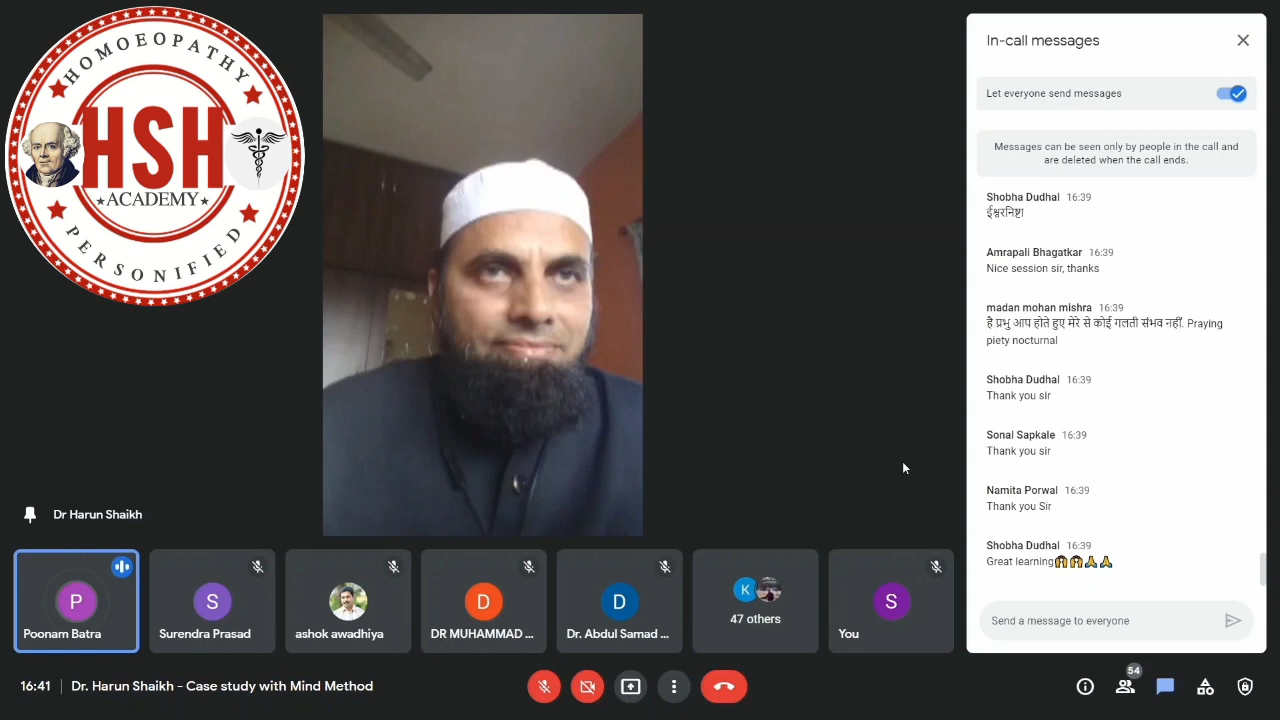 HOMOEOPATHY
HSH
ACADEMY
PERSONIFIED
Dr Harun Shaikh
P
Poonam Batra
S
Surendra Prasad
ashok awadhiya
D
DR MUHAMMAD ...
D
Dr. Abdul Samad ...
K
47 others
S
You
16:41 | Dr. Harun Shaikh - Case study with Mind Method
54
In-call messages
Let everyone send messages
Messages can be seen only by people in the call and
are deleted when the call ends.
Shobha Dudhal 16:39
ईश्वरनिष्टा
Amrapali Bhagatkar 16:39
Nice session sir, thanks
madan mohan mishra 16:39
है प्रभु आप होते हुए मेरे से कोई गलती संभव नहीं. Praying
piety nocturnal
Shobha Dudhal 16:39
Thank you sir
Sonal Sapkale 16:39
Thank you sir
Namita Porwal 16:39
Thank you Sir
Shobha Dudhal 16:39
Great learning🙆🙆🙏🙏
Send a message to everyone